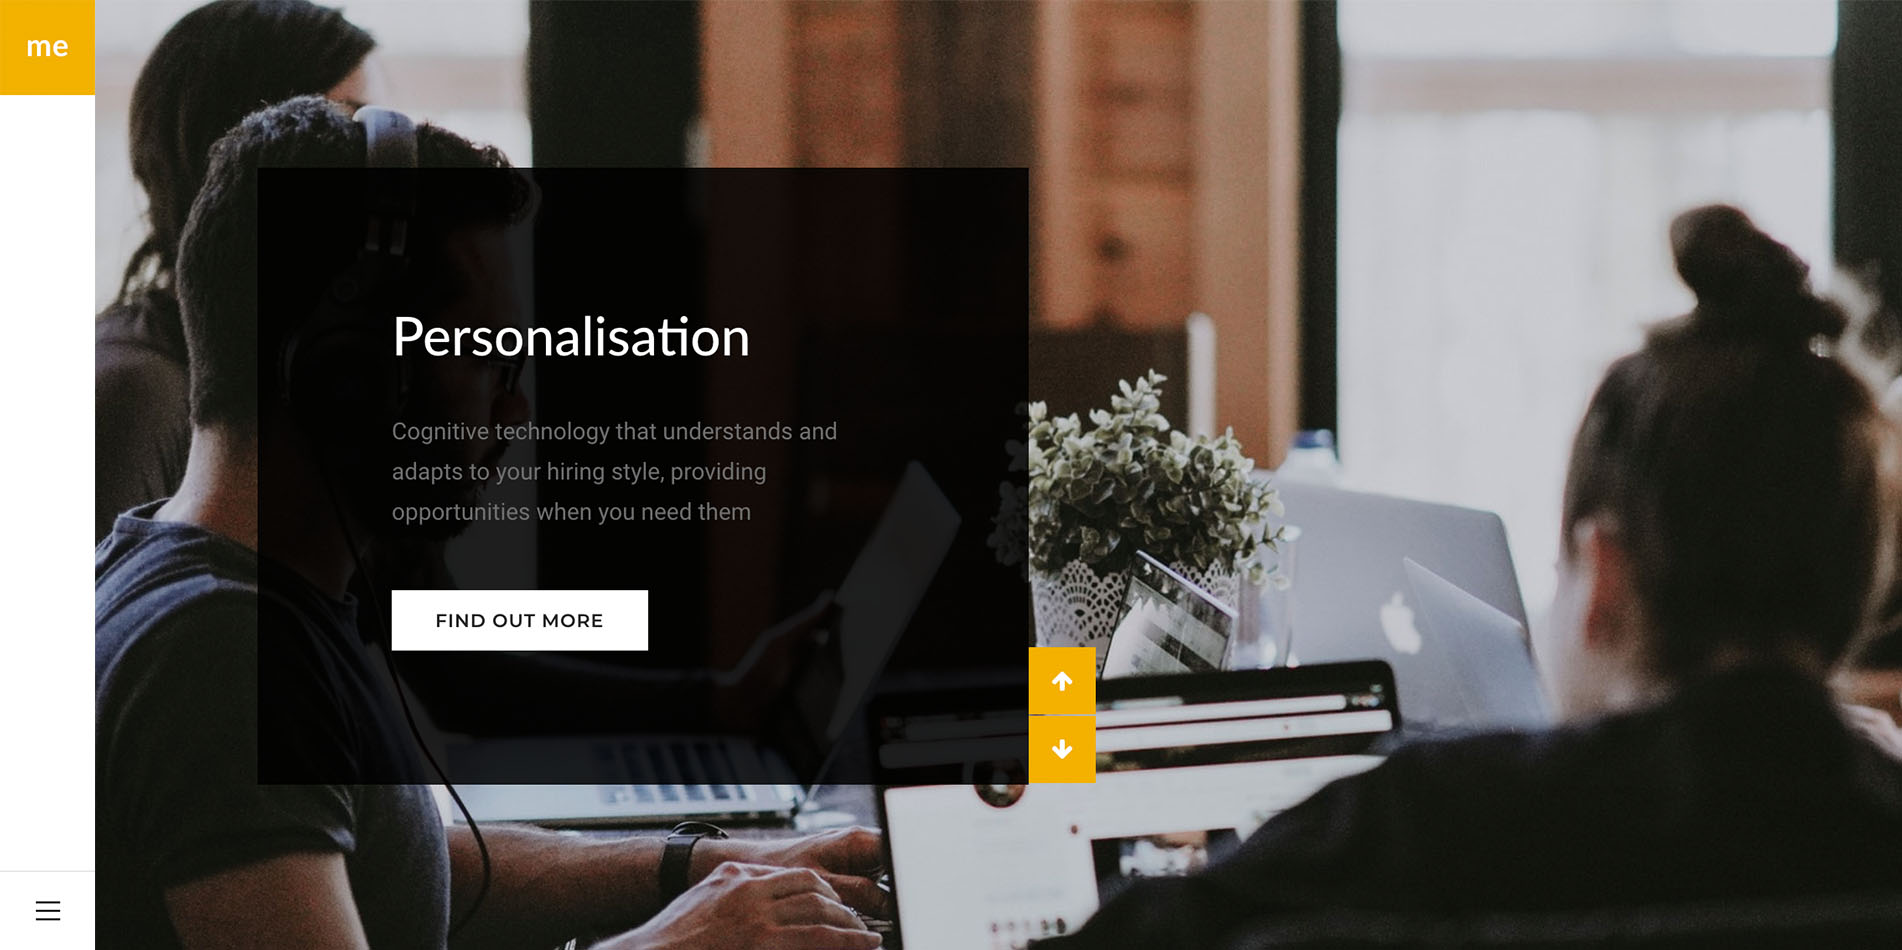 me
Personalisation
Cognitive technology that understands and
adapts to your hiring style, providing
opportunities when you need them
FIND OUT MORE